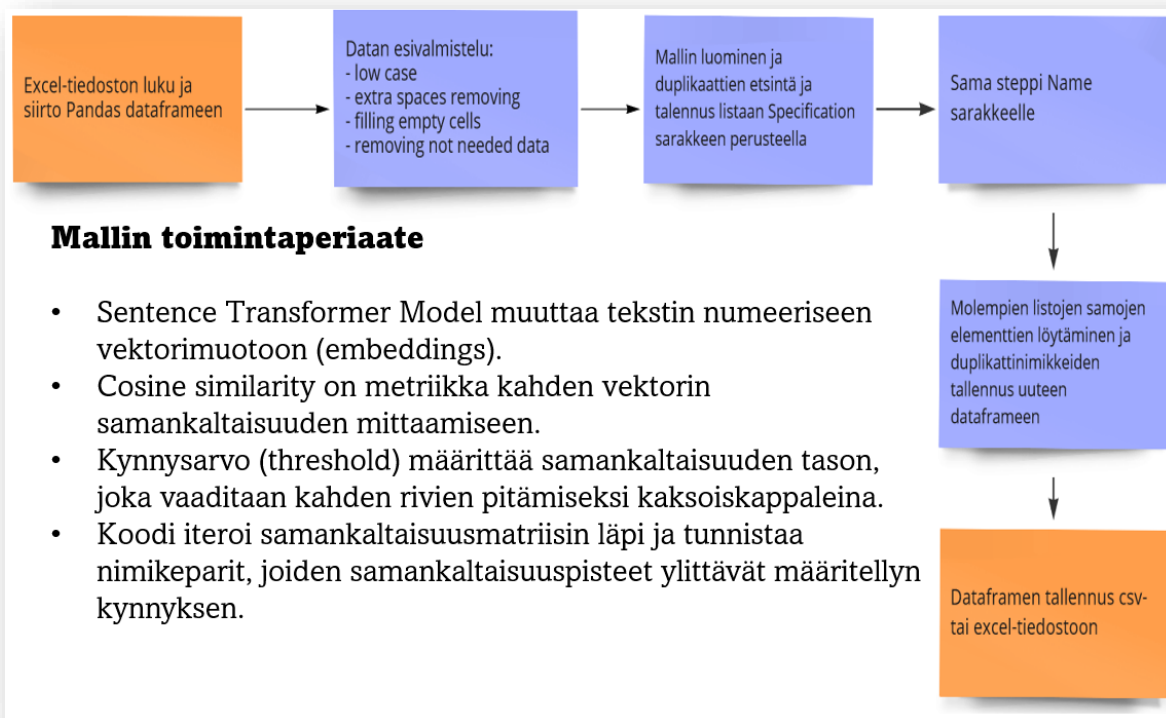 Excel-tiedoston luku ja
siirto Pandas dataframeen
Datan esivalmistelu:
- low case
- extra spaces removing
- filling empty cells
- removing not needed data
Mallin luominen ja
duplikaattien etsintä ja
talennus listaan Specification
sarakkeen perusteella
Sama steppi Name
sarakkeelle
Molempien listojen samojen
elementtien löytäminen ja
duplikattinimikkeiden
tallennus uuteen
dataframeen
Dataframen tallennus csv-
tai excel-tiedostoon
Mallin toimintaperiaate
• Sentence Transformer Model muuttaa tekstin numeeriseen
vektorimuotoon (embeddings).
• Cosine similarity on metriikka kahden vektorin
samankaltaisuuden mittaamiseen.
• Kynnysarvo (threshold) määrittää samankaltaisuuden tason,
joka vaaditaan kahden rivien pitämiseksi kaksoiskappaleina.
• Koodi iteroi samankaltaisuusmatriisin läpi ja tunnistaa
nimikeparit, joiden samankaltaisuuspisteet ylittävät määritellyn
kynnyksen.